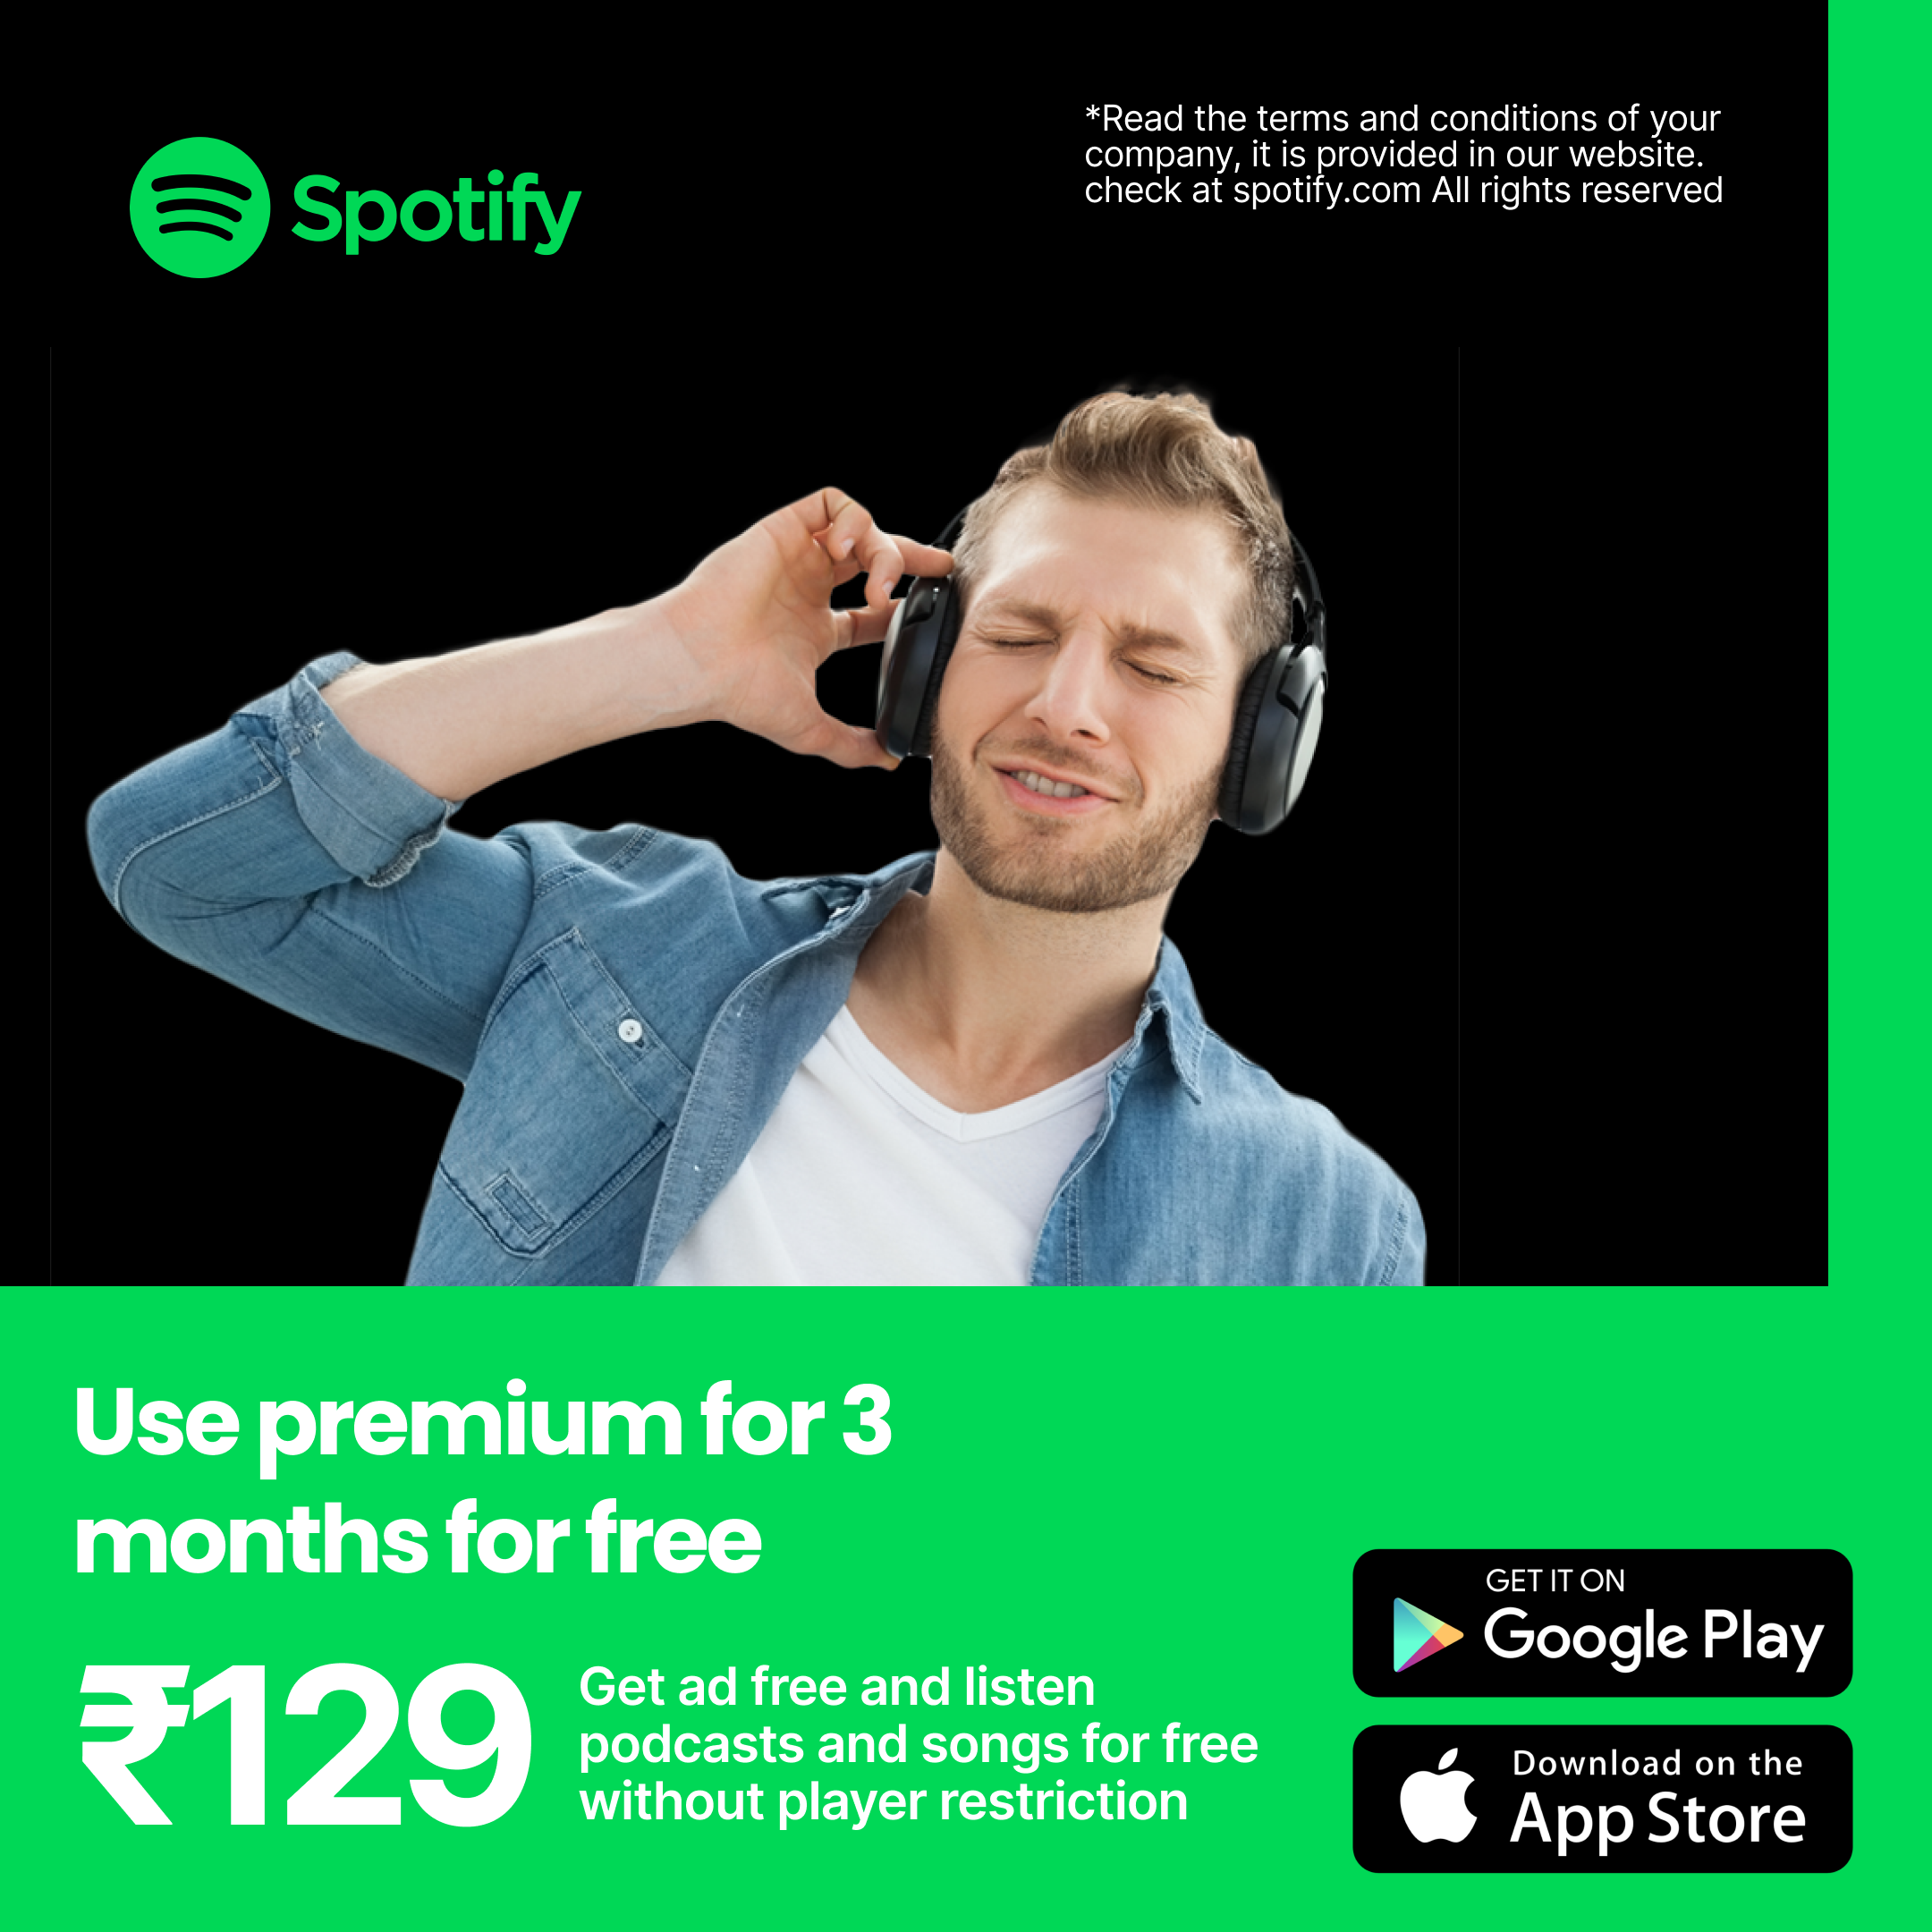 Spotify
*Read the terms and conditions of your
company, it is provided in our website.
check at spotify.com All rights reserved
Use premium for 3
months for free
₹129
Get ad free and listen
podcasts and songs for free
without player restriction
GET IT ON
Google Play
Download on the
App Store